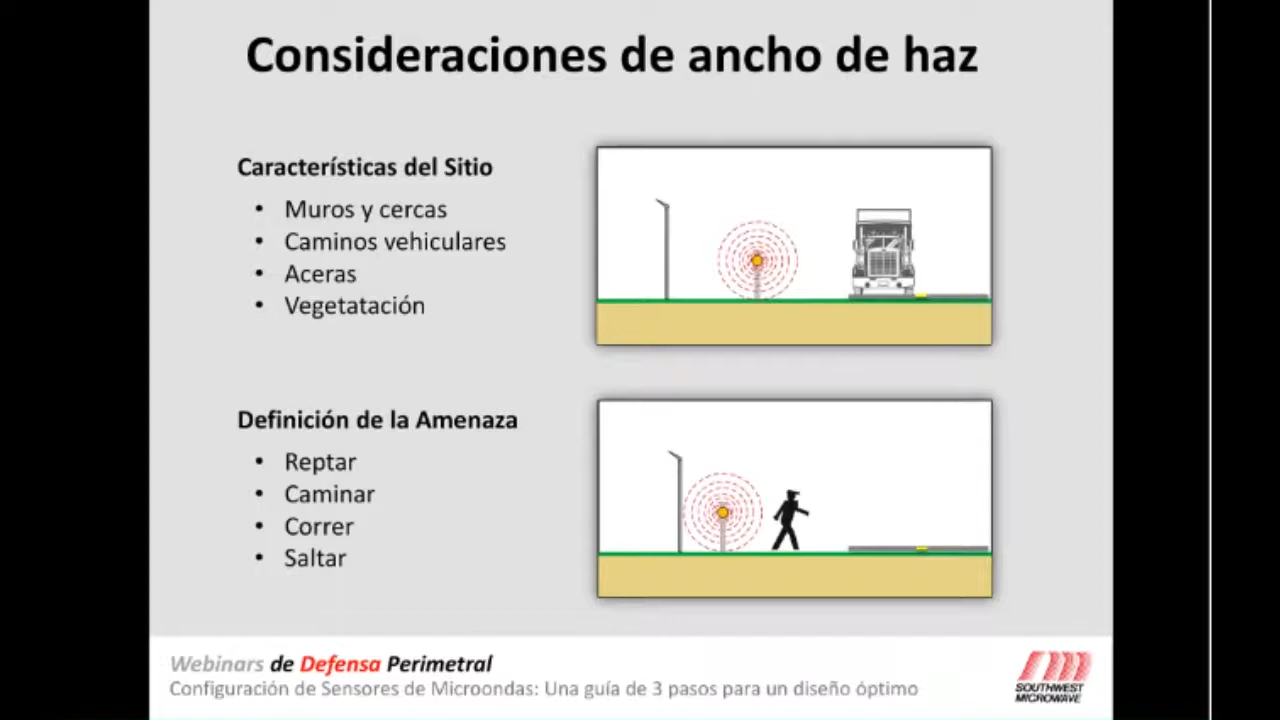 Consideraciones de ancho de haz
Características del Sitio
• Muros y cercas
• Caminos vehiculares
• Aceras
• Vegetatación
Definición de la Amenaza
• Reptar
• Caminar
• Correr
• Saltar
Webinars de Defensa Perimetral
Configuración de Sensores de Microondas: Una guía de 3 pasos para un diseño óptimo
SOUTHWEST
MICROWAVE